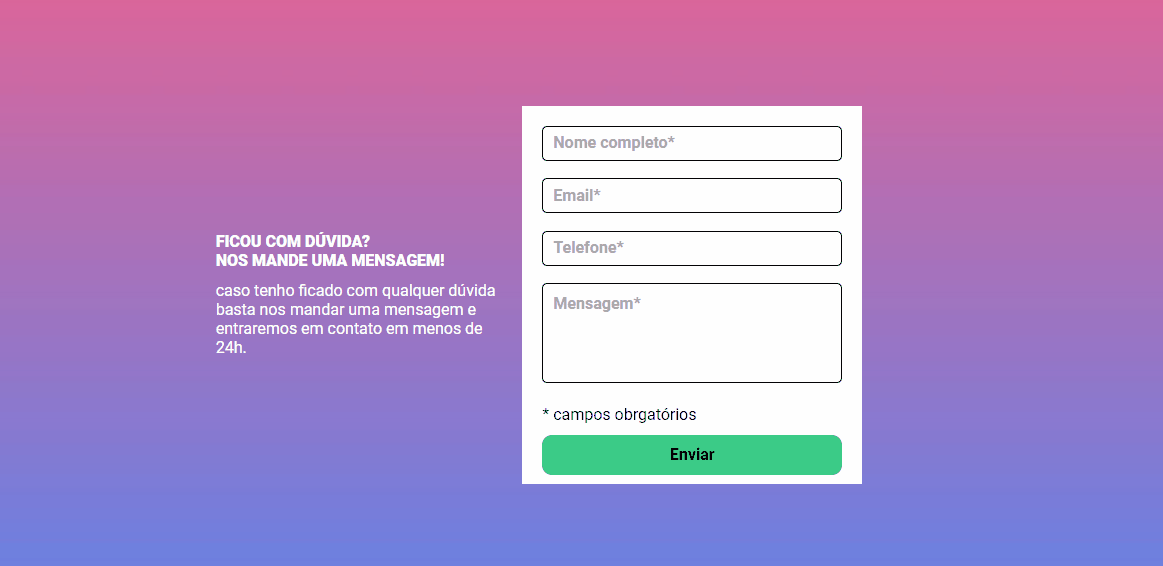 FICOU COM DÚVIDA?
NOS MANDE UMA MENSAGEM!
caso tenho ficado com qualquer dúvida
basta nos mandar uma mensagem e
entraremos em contato em menos de
24h.
Nome completo*
Email*
Telefone*
Mensagem*
* campos obrgatórios
Enviar